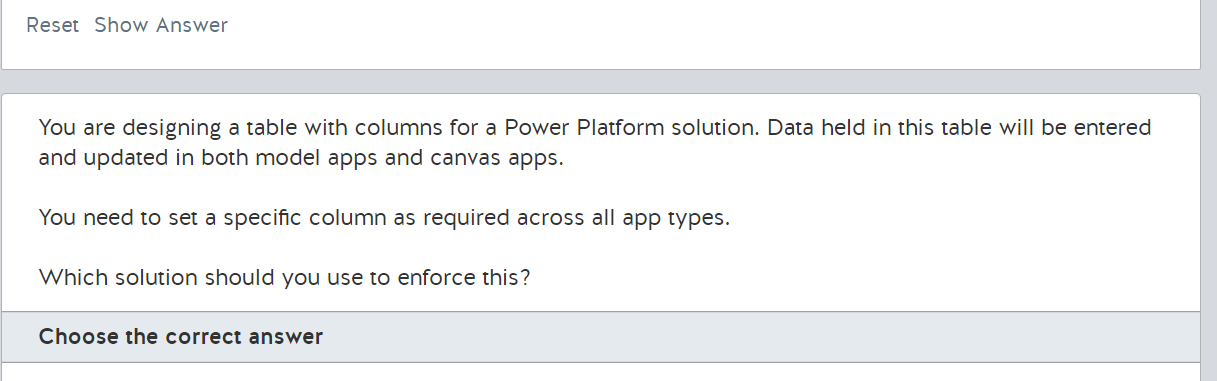 Reset Show Answer
You are designing a table with columns for a Power Platform solution. Data held in this table will be entered
and updated in both model apps and canvas apps.
You need to set a specific column as required across all app types.
Which solution should you use to enforce this?
Choose the correct answer